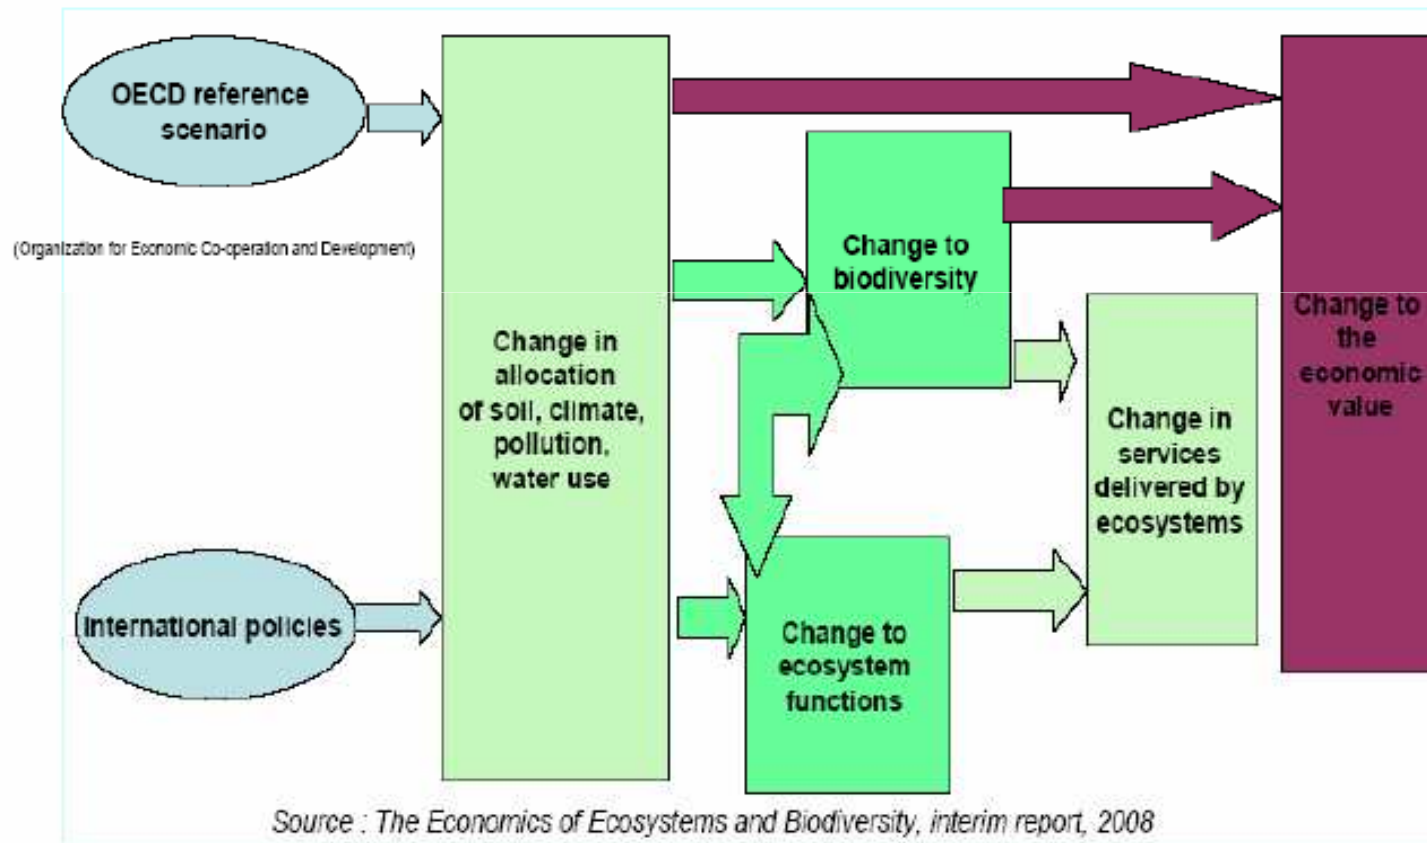 OECD reference
scenario
(Organization for Economic Co-operation and Development)
International policies
Change in
allocation
of soil, climate,
pollution,
water use
Change to
biodiversity
Change to
ecosystem
functions
Change in
services
delivered by
ecosystems
Change to
the
economic
value
Source : The Economics of Ecosystems and Biodiversity, interim report, 2008